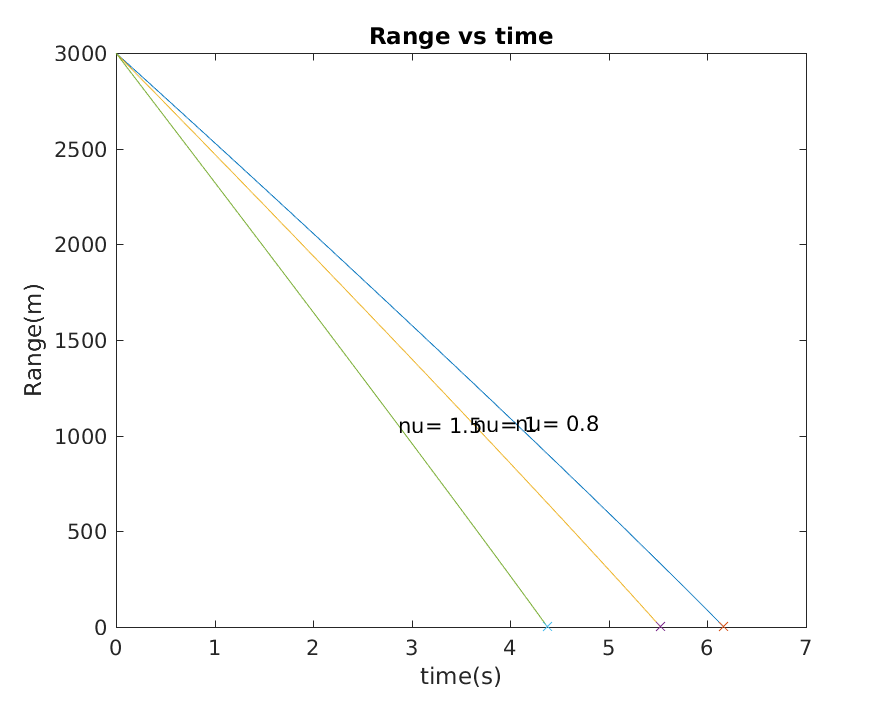 Range vs time
3000
2500
2000
1500
1000
500
0
Range(m)
nu= 1.5
nu= 1
nu= 0.8
0 1 2 3 4 5 6 7
time(s)